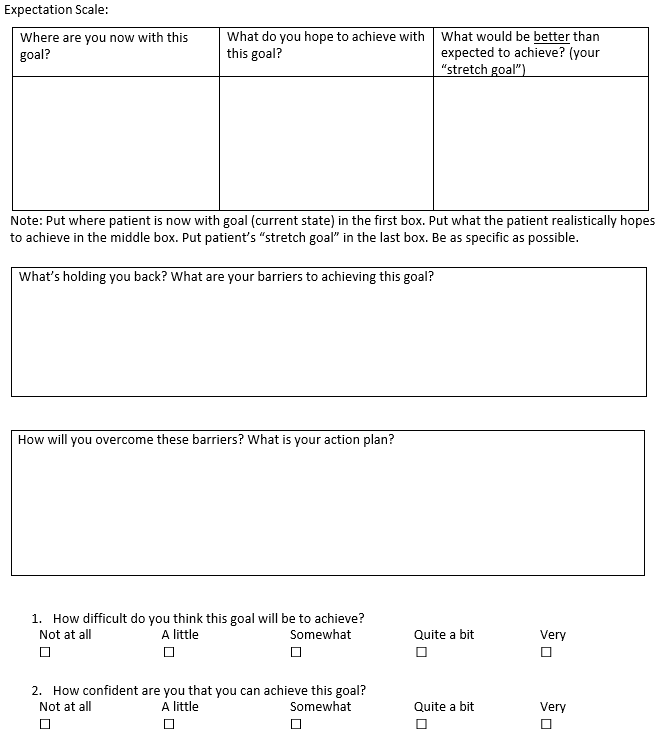 Expectation Scale:
Where are you now with this
goal?
What do you hope to achieve with
this goal?
What would be better than
expected to achieve? (your
“stretch goal”)
Note: Put where patient is now with goal (current state) in the first box. Put what the patient realistically hopes
to achieve in the middle box. Put patient’s “stretch goal” in the last box. Be as specific as possible.
What’s holding you back? What are your barriers to achieving this goal?
How will you overcome these barriers? What is your action plan?
1. How difficult do you think this goal will be to achieve?
Not at all A little Somewhat Quite a bit Very
☐ ☐ ☐ ☐ ☐
2. How confident are you that you can achieve this goal?
Not at all A little Somewhat Quite a bit Very
☐ ☐ ☐ ☐ ☐